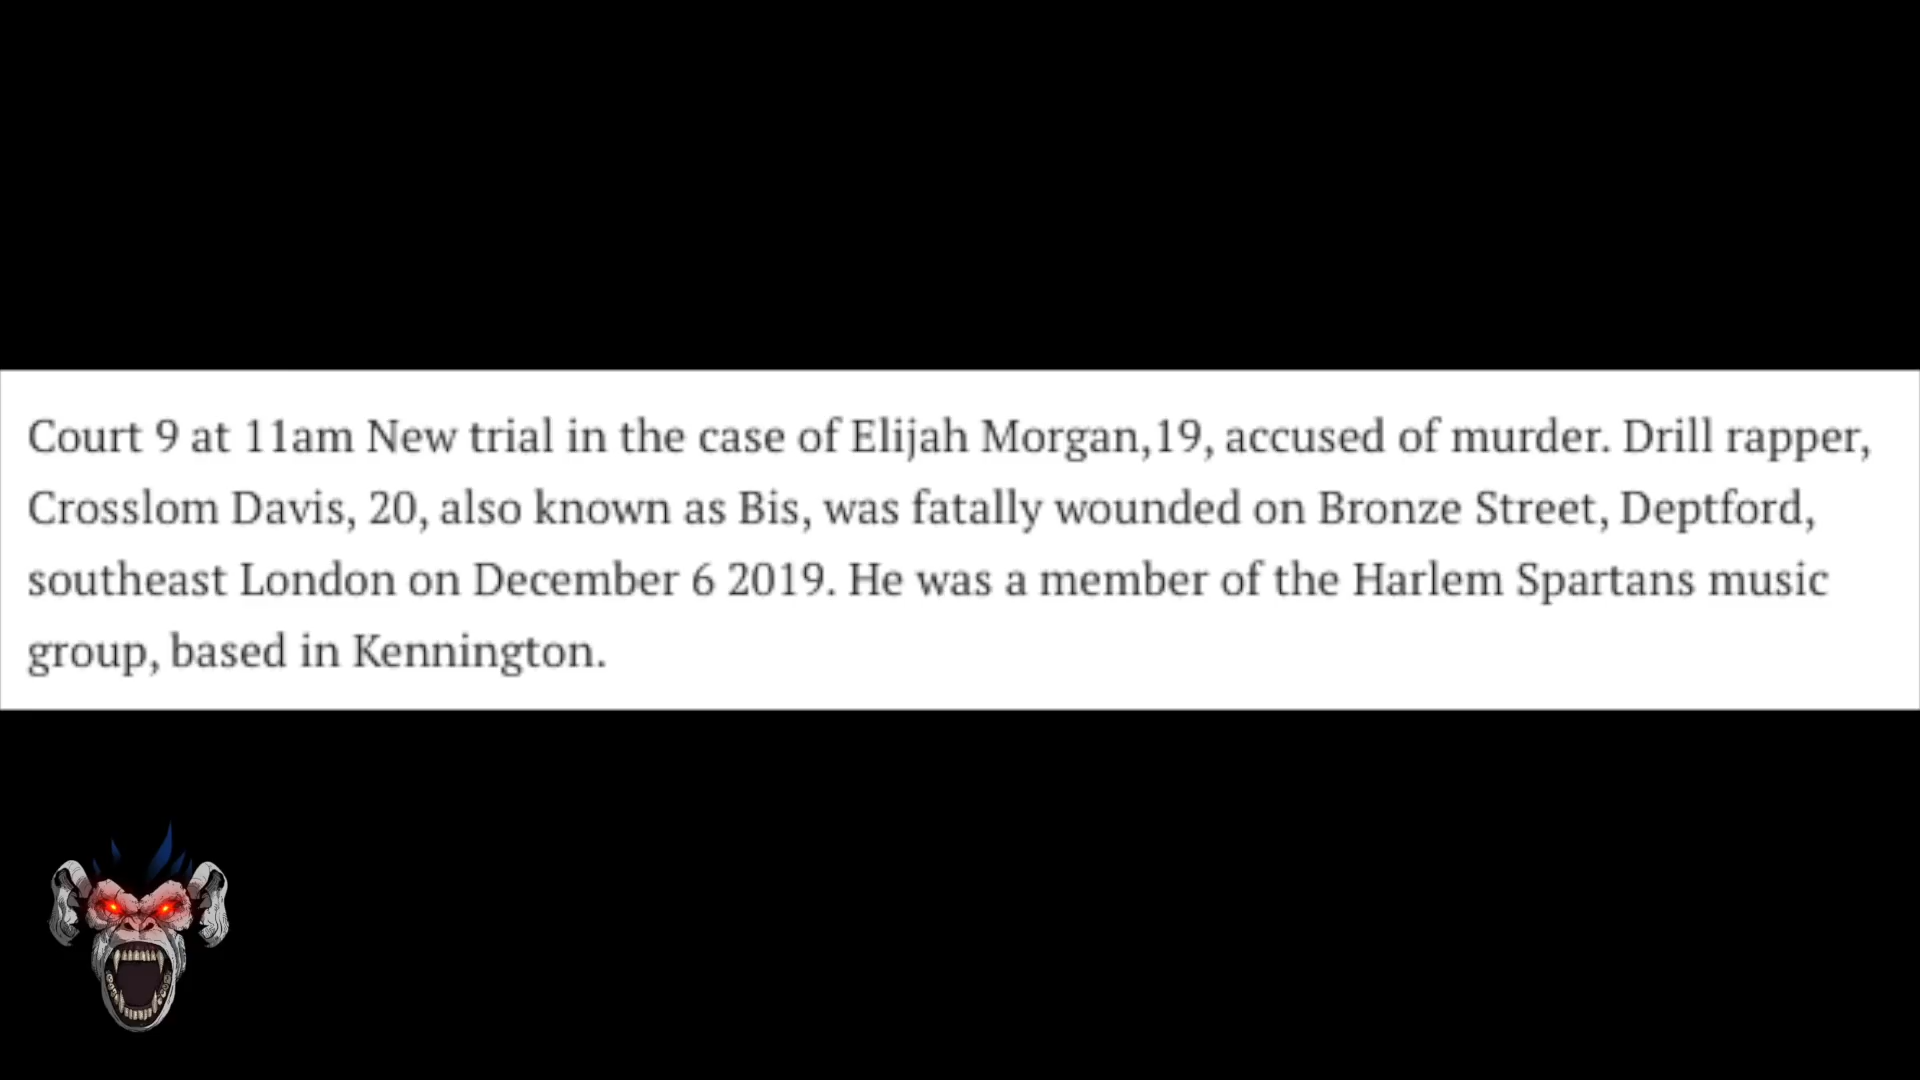 Court 9 at 11am New trial in the case of Elijah Morgan,19, accused of murder. Drill rapper,
Crosslom Davis, 20, also known as Bis, was fatally wounded on Bronze Street, Deptford,
southeast London on December 6 2019. He was a member of the Harlem Spartans music
group, based in Kennington.